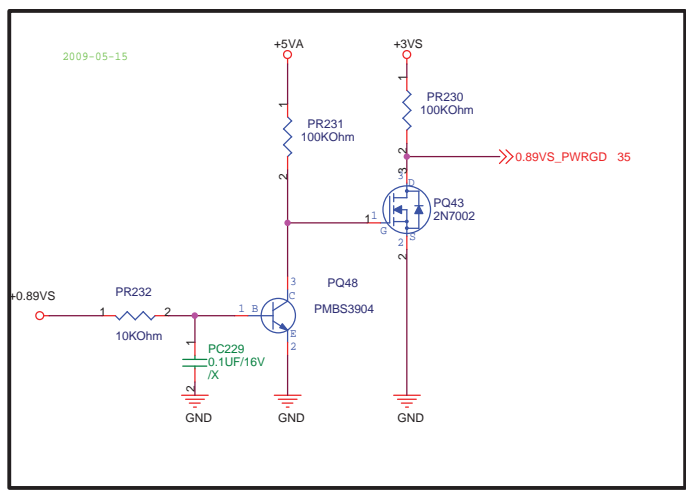 2009-05-15
+5VA
+3VS
1
PR231
100KOhm
2
1
PR230
100KOhm
2
0.89VS_PWRGD 35
3
3 D
PQ43
2N7002
1
1
G
S
2
2
+0.89VS
PR232
1
2
10KOhm
1 B
3
C
PQ48
PMBS3904
E
2
1
PC229
0.1UF/16V
/X
2
GND
GND
GND